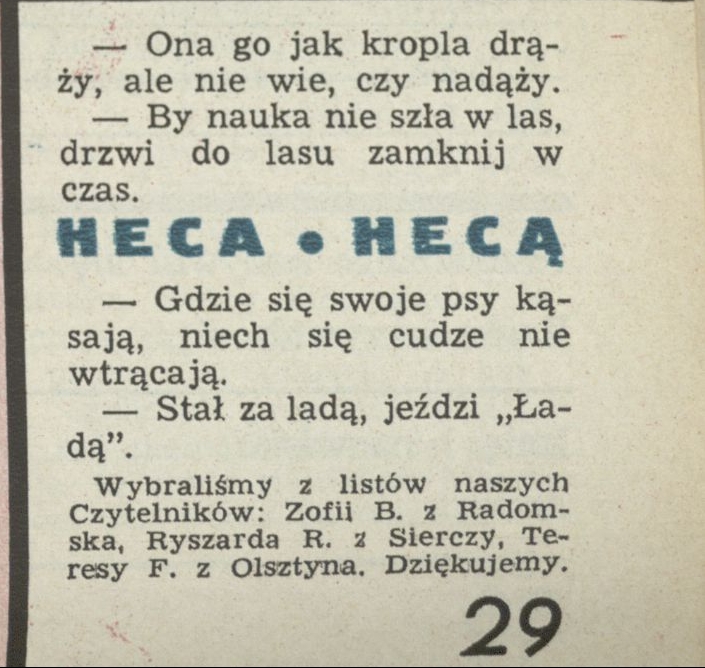 — Ona go jak kropla drą-
ży, ale nie wie, czy nadąży.
— By nauka nie szła w las,
drzwi do lasu zamknij w
czas.
HECA • HECĄ
— Gdzie się swoje psy ką-
sają, niech się cudze nie
wtrącają.
— Stał za ladą, jeździ „Ła-
dą”.
Wybraliśmy z listów naszych
Czytelników: Zofii B. z Radom-
ska, Ryszarda R. z Sierczy, Te-
resy F. z Olsztyna. Dziękujemy.
29